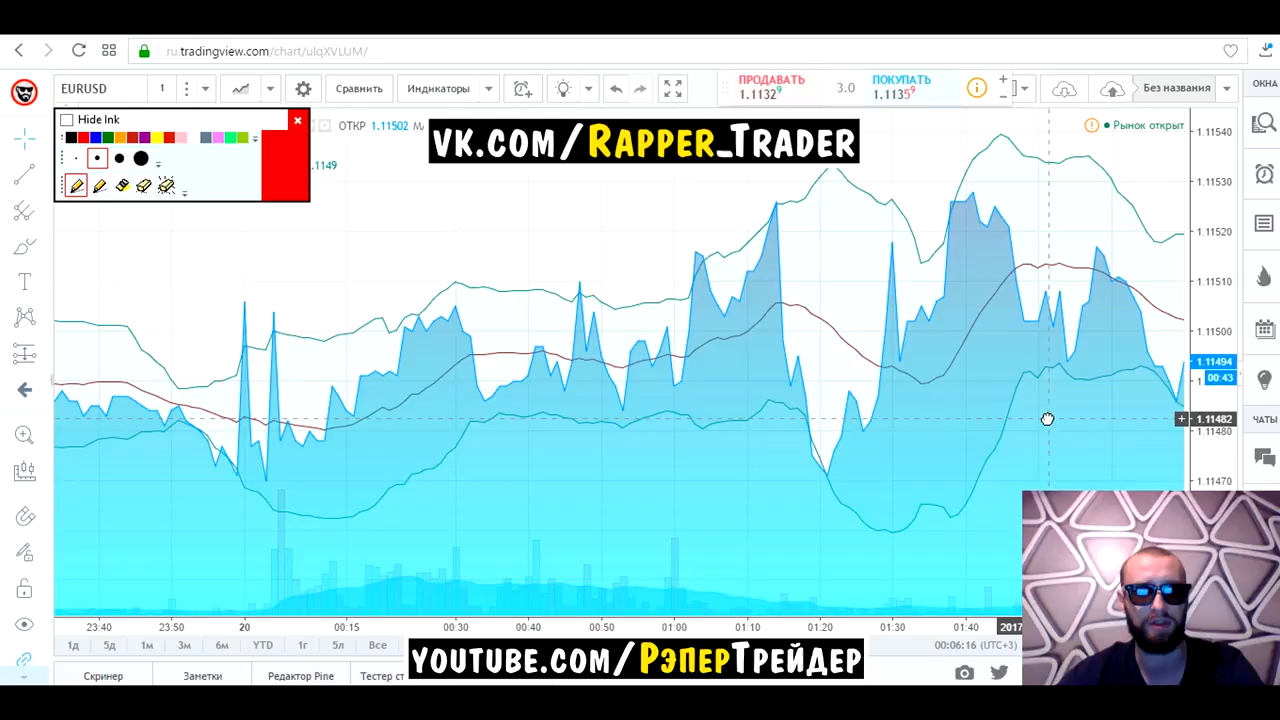 ru.tradingview.com/chart/ulqXVLUM/
EURUSD
1
Сравнить
Индикаторы
ПРОДАВАТЬ
1.1132⁹
3.0
ПОКУПАТЬ
1.1135⁹
Без названия
ОКНА
Hide Ink
ОТКР 1.11502
.1149
VK.COM/RAPPER_TRADER
Рынок открыт
1.11540
1.11530
1.11520
1.11510
1.11500
1.11494
00:43
1.11482
1.11480
1.11470
ЧАТЫ
23:40 23:50 20 00:15 00:30 00:40 00:50 01:00 01:10 01:20 01:30 01:40 2017
1д 5д 1м 3м 6м YTD 1г 5л Все
00:06:16 (UTC+3)
YOUTUBE.COM/РЭПЕРТРЕЙДЕР
Скринер Заметки Редактор Pine Тестер ст